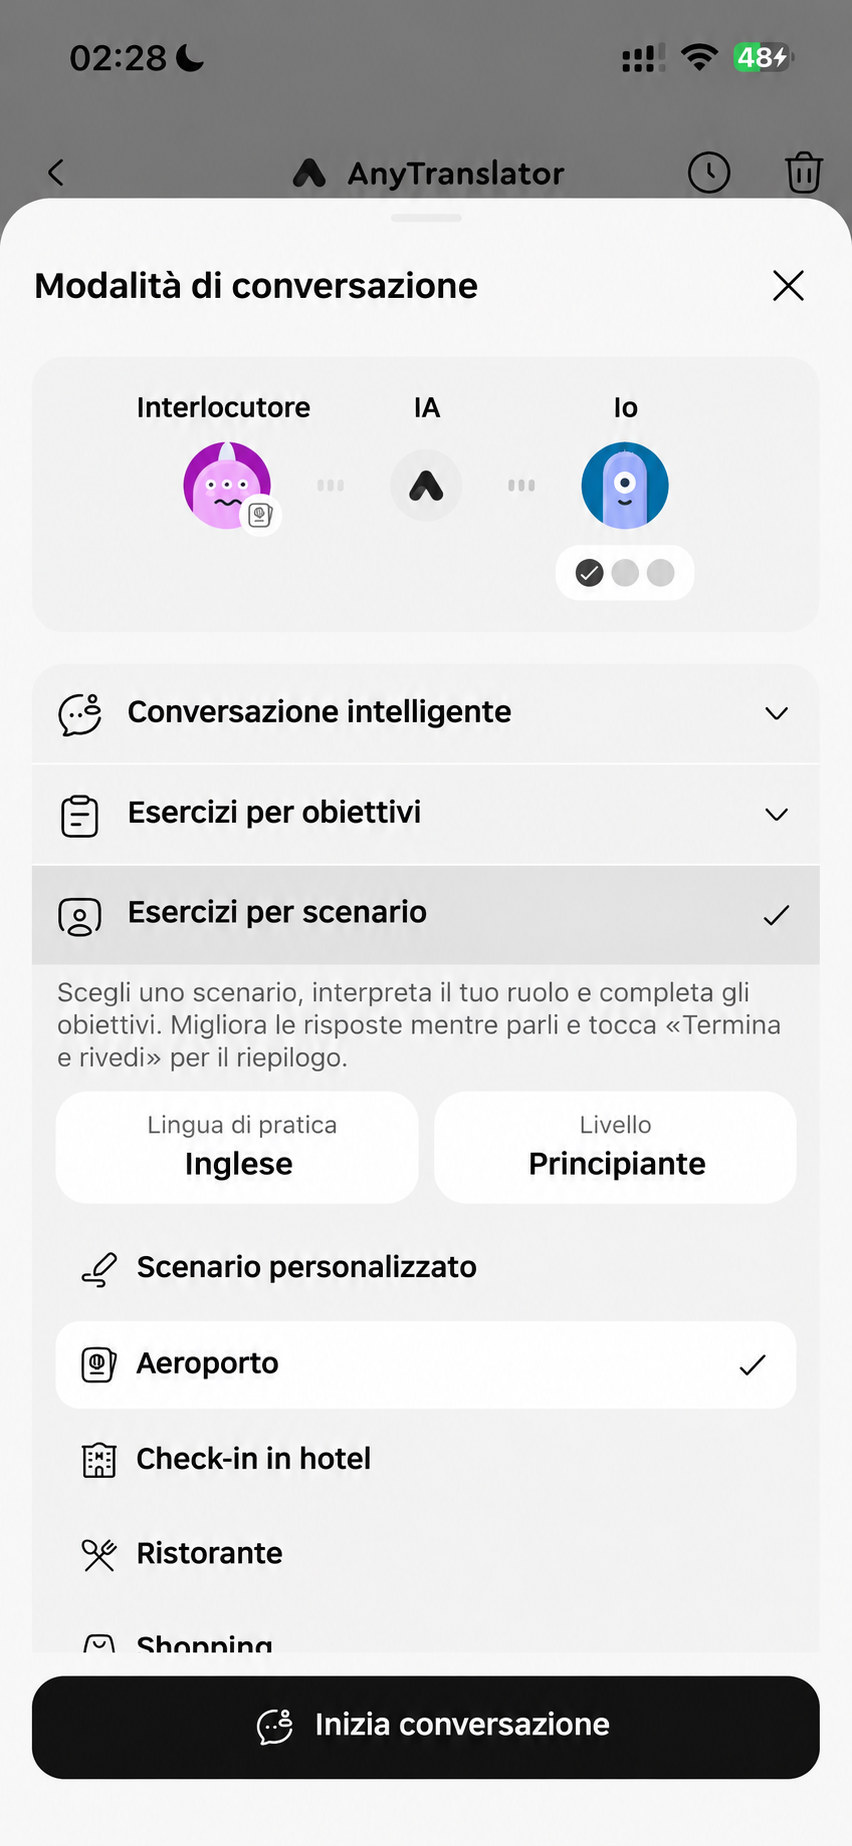 02:28
48
AnyTranslator
Modalità di conversazione
Interlocutore
IA
Io
Conversazione intelligente
Esercizi per obiettivi
Esercizi per scenario
Scegli uno scenario, interpreta il tuo ruolo e completa gli
obiettivi. Migliora le risposte mentre parli e tocca «Termina
e rivedi» per il riepilogo.
Lingua di pratica
Inglese
Livello
Principiante
Scenario personalizzato
Aeroporto
Check-in in hotel
Ristorante
Shopping
Inizia conversazione